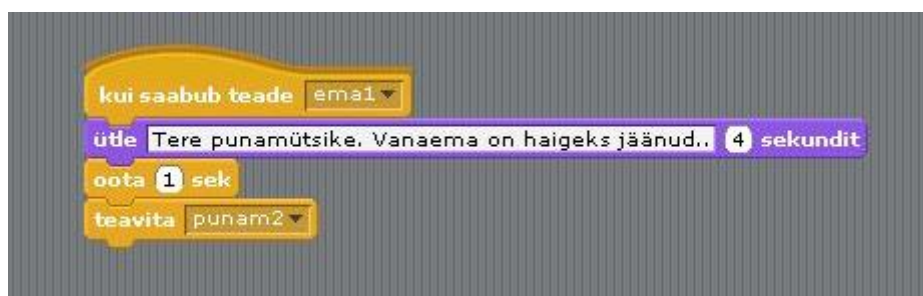 kui saabub teade ema1
ütle Tere punamütsike. Vanaema on haigeks jäänud.. 4 sekundit
oota 1 sek
teavita punam2